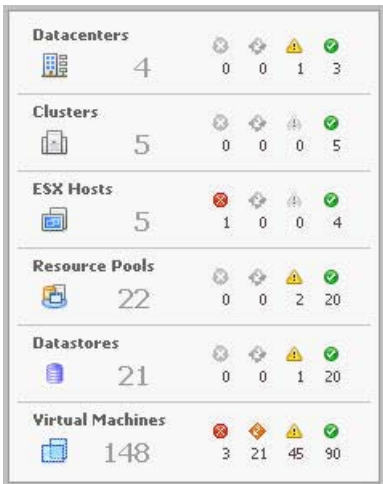 Datacenters
4 0 0 1 3
Clusters
5 0 0 0 5
ESX Hosts
5 1 0 0 4
Resource Pools
22 0 0 2 20
Datastores
21 0 0 1 20
Virtual Machines
148 3 21 45 90